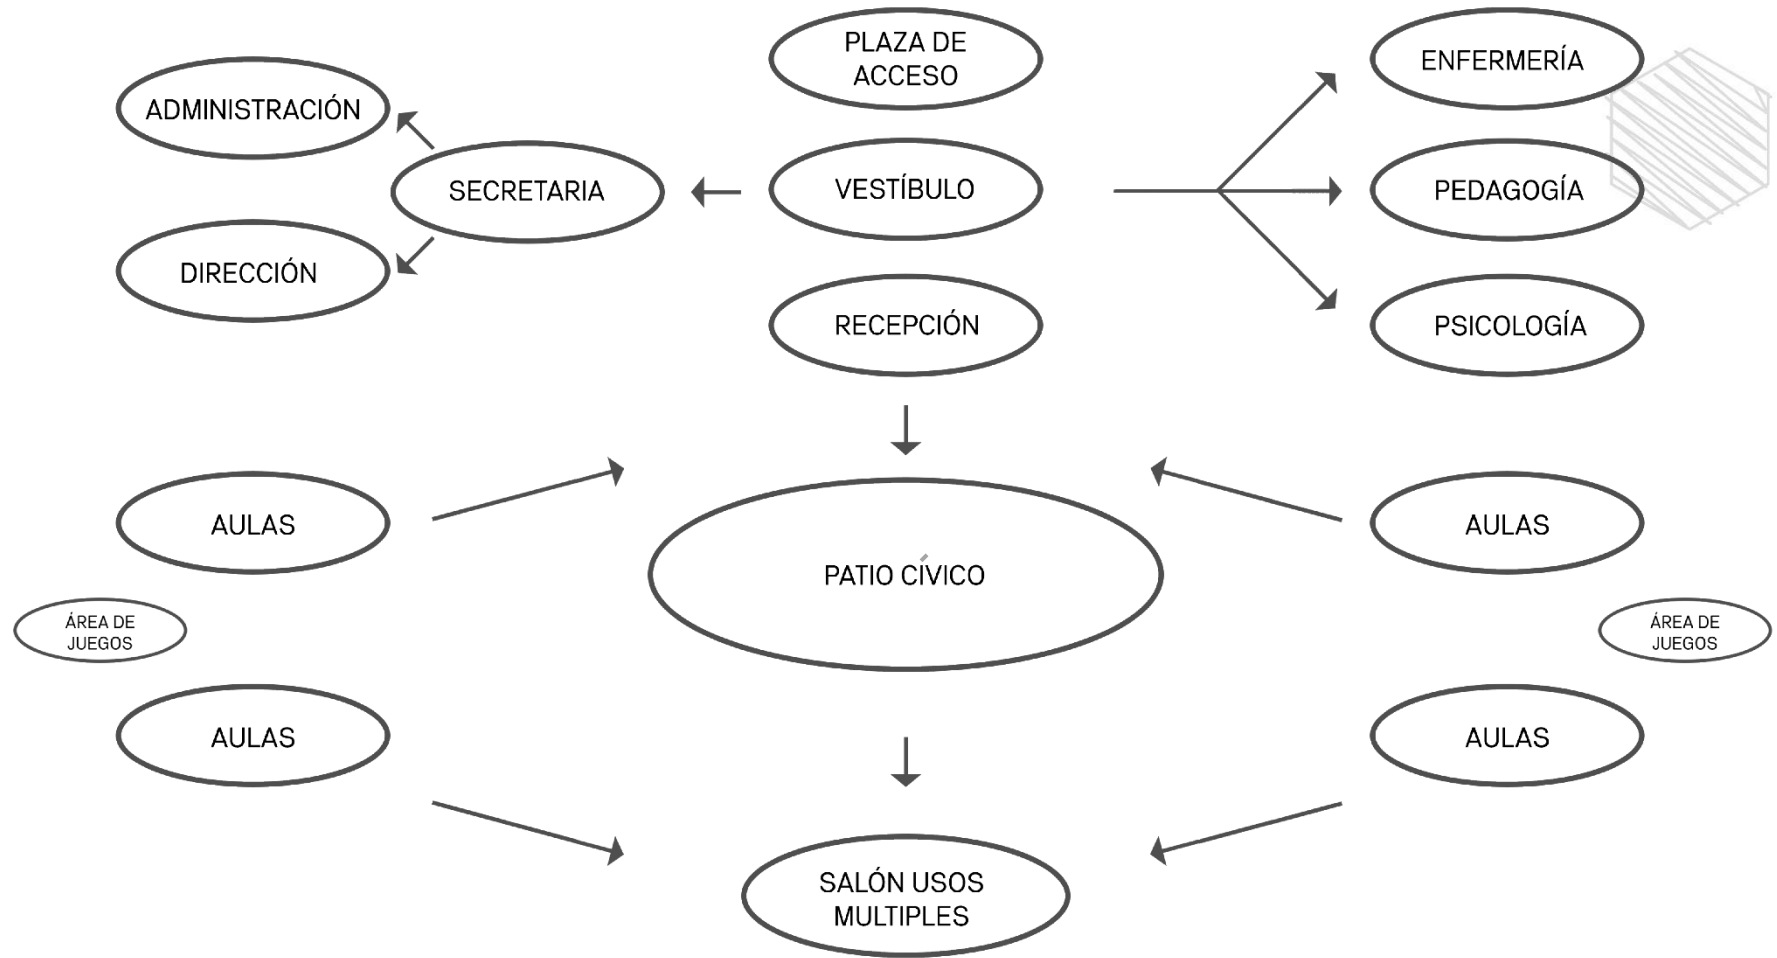 PLAZA DE
ACCESO
ENFERMERÍA
ADMINISTRACIÓN
SECRETARIA
VESTÍBULO
PEDAGOGÍA
DIRECCIÓN
RECEPCIÓN
PSICOLOGÍA
AULAS
AULAS
PATIO CÍVICO
ÁREA DE
JUEGOS
ÁREA DE
JUEGOS
AULAS
AULAS
SALÓN USOS
MULTIPLES